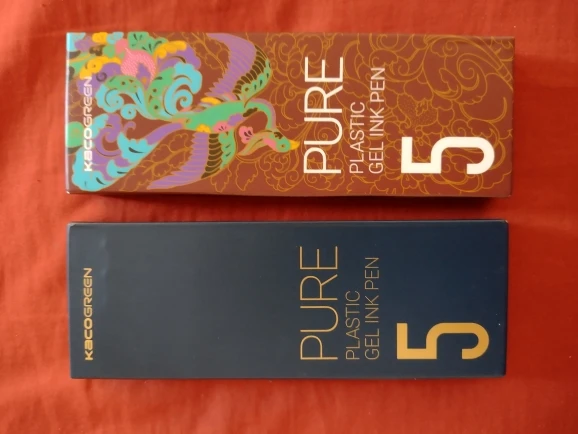 KACOGREEN
PURE
PLASTIC
GEL INK PEN
5
KACOGREEN
PURE
PLASTIC
GEL INK PEN
5